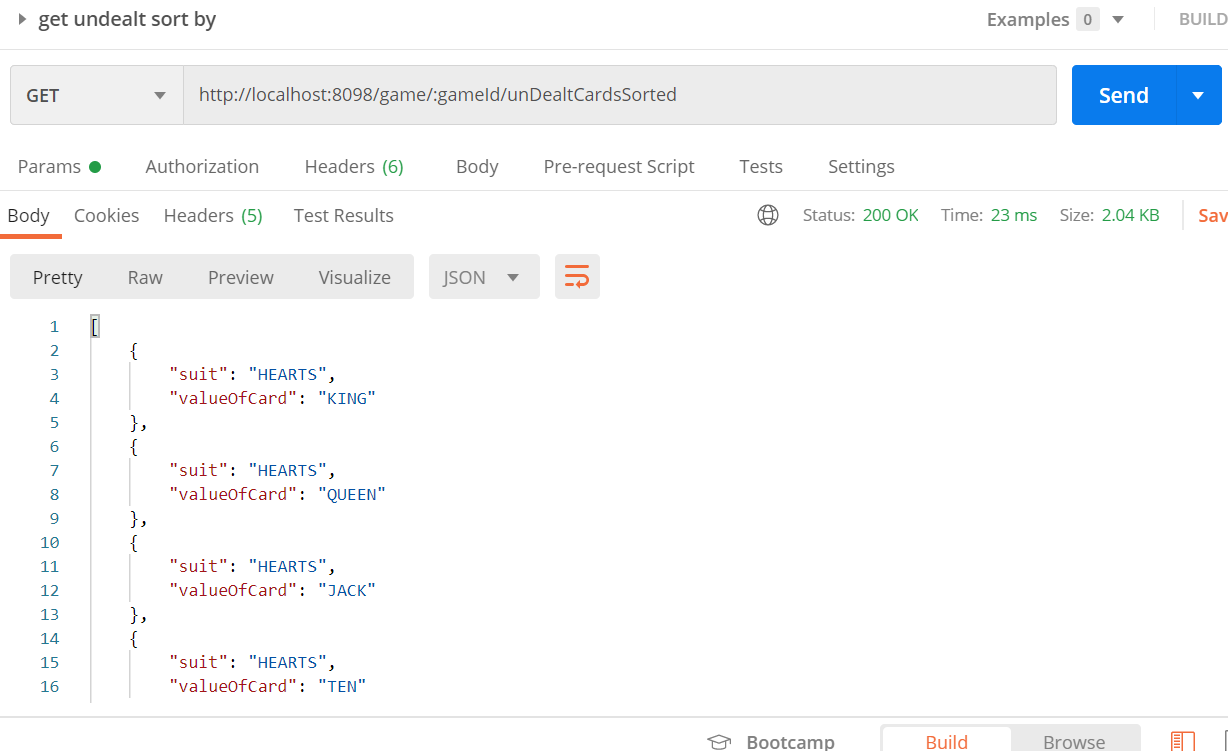 get undealt sort by Examples 0 BUILD
GET http://localhost:8098/game/:gameId/unDealtCardsSorted Send
Params Authorization Headers (6) Body Pre-request Script Tests Settings
Body Cookies Headers (5) Test Results Status: 200 OK Time: 23 ms Size: 2.04 KB Sav
Pretty Raw Preview Visualize JSON
1 [
2 {
3 "suit": "HEARTS",
4 "valueOfCard": "KING"
5 },
6 {
7 "suit": "HEARTS",
8 "valueOfCard": "QUEEN"
9 },
10 {
11 "suit": "HEARTS",
12 "valueOfCard": "JACK"
13 },
14 {
15 "suit": "HEARTS",
16 "valueOfCard": "TEN"
Bootcamp Build Browse